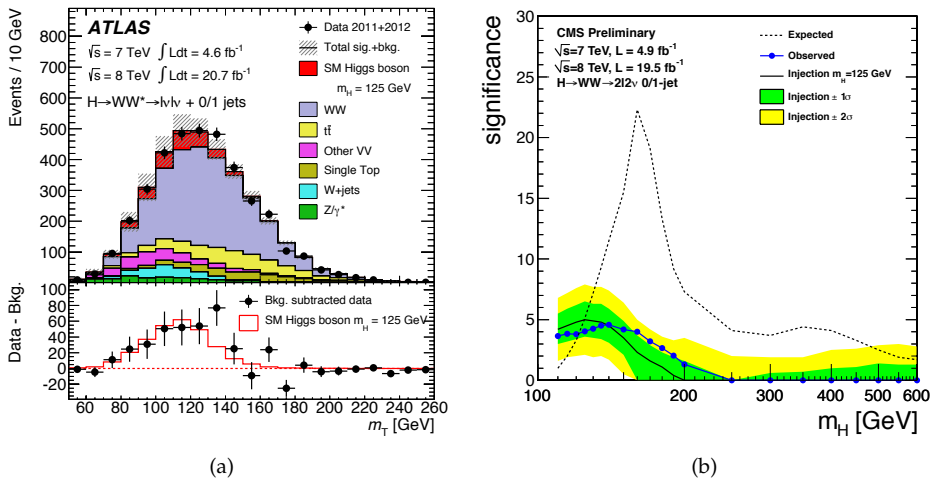 ATLAS
√s = 7 TeV ∫ Ldt = 4.6 fb⁻¹
√s = 8 TeV ∫ Ldt = 20.7 fb⁻¹
H→WW*→lνlν + 0/1 jets
Data 2011+2012
Total sig.+bkg.
SM Higgs boson
m_H = 125 GeV
WW
tt̄
Other VV
Single Top
W+jets
Z/γ*
Events / 10 GeV
800
700
600
500
400
300
200
100
Bkg. subtracted data
SM Higgs boson m_H = 125 GeV
Data - Bkg.
100
80
60
40
20
0
-20
60 80 100 120 140 160 180 200 220 240 260
m_T [GeV]
(a)
CMS Preliminary
√s=7 TeV, L = 4.9 fb⁻¹
√s=8 TeV, L = 19.5 fb⁻¹
H→WW→2l2ν 0/1-jet
Expected
Observed
Injection m_H=125 GeV
Injection ± 1σ
Injection ± 2σ
significance
30
25
20
15
10
5
0
100 200 300 400 500 600
m_H [GeV]
(b)